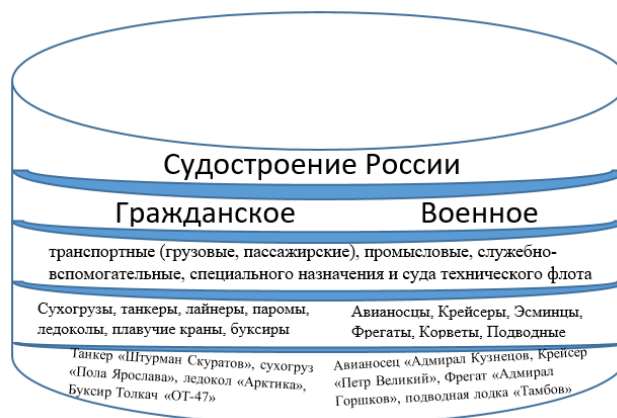 Судостроение России
Гражданское Военное
транспортные (грузовые, пассажирские), промысловые, служебно-
вспомогательные, специального назначения и суда технического флота
Сухогрузы, танкеры, лайнеры, паромы,
ледоколы, плавучие краны, буксиры
Авианосцы, Крейсеры, Эсминцы,
Фрегаты, Корветы, Подводные
Танкер «Штурман Скуратов», сухогруз
«Пола Ярослава», ледокол «Арктика»,
Буксир Толкач «ОТ-47»
Авианосец «Адмирал Кузнецов, Крейсер
«Петр Великий», Фрегат «Адмирал
Горшков», подводная лодка «Тамбов»